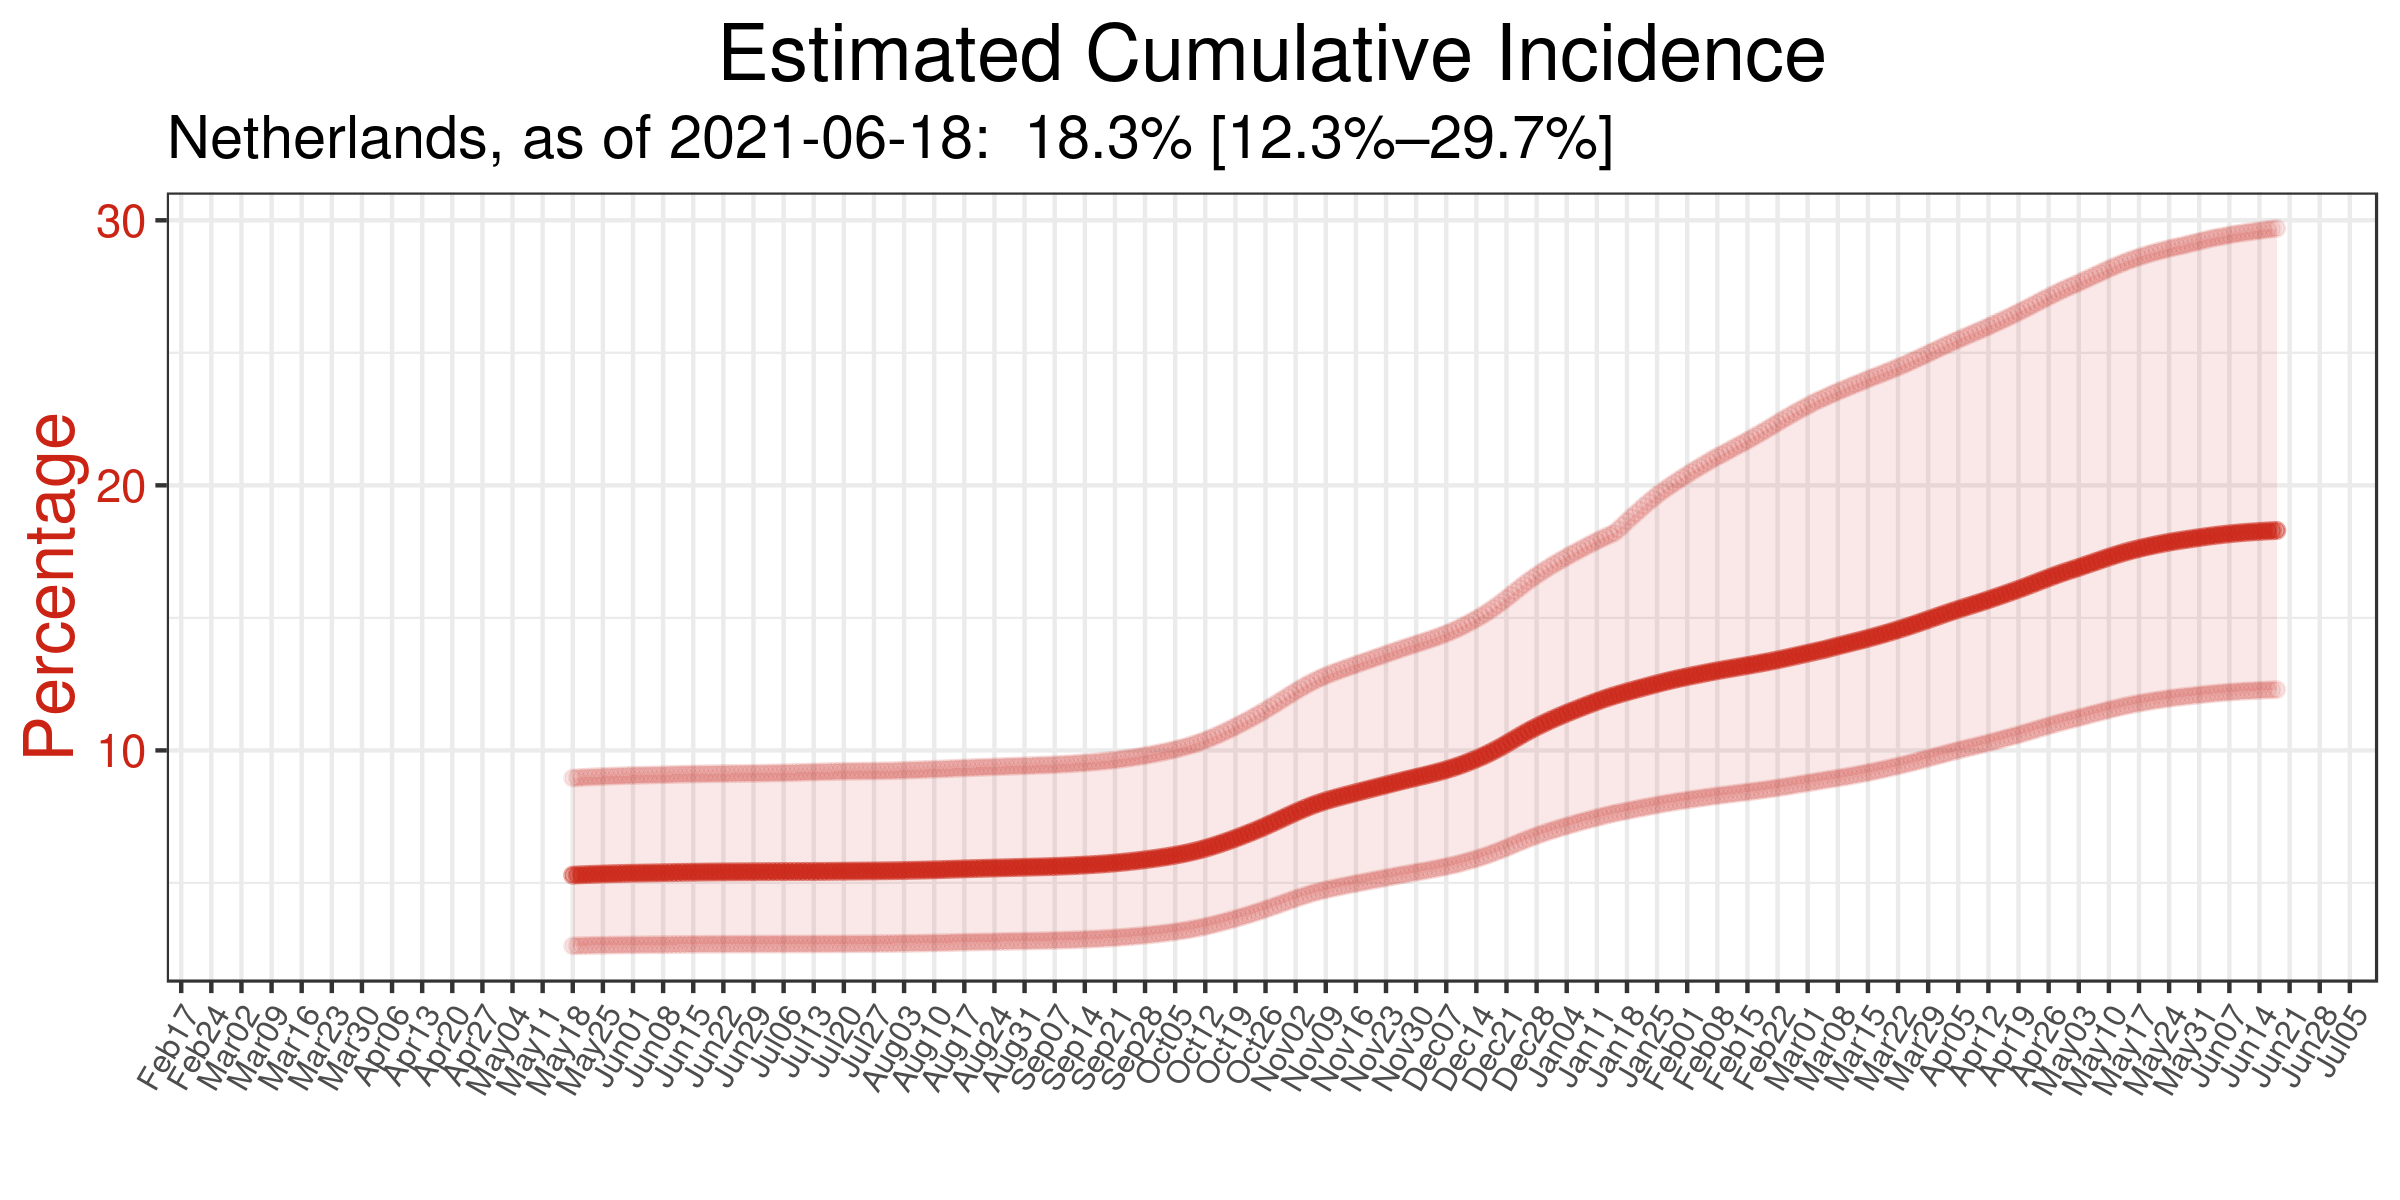 Estimated Cumulative Incidence
Netherlands, as of 2021-06-18:  18.3% [12.3%–29.7%]
Percentage
30
20
10
Feb17
Feb24
Mar02
Mar09
Mar16
Mar23
Mar30
Apr06
Apr13
Apr20
Apr27
May04
May11
May18
May25
Jun01
Jun08
Jun15
Jun22
Jun29
Jul06
Jul13
Jul20
Jul27
Aug03
Aug10
Aug17
Aug24
Aug31
Sep07
Sep14
Sep21
Sep28
Oct05
Oct12
Oct19
Oct26
Nov02
Nov09
Nov16
Nov23
Nov30
Dec07
Dec14
Dec21
Dec28
Jan04
Jan11
Jan18
Jan25
Feb01
Feb08
Feb15
Feb22
Mar01
Mar08
Mar15
Mar22
Mar29
Apr05
Apr12
Apr19
Apr26
May03
May10
May17
May24
May31
Jun07
Jun14
Jun21
Jun28
Jul05